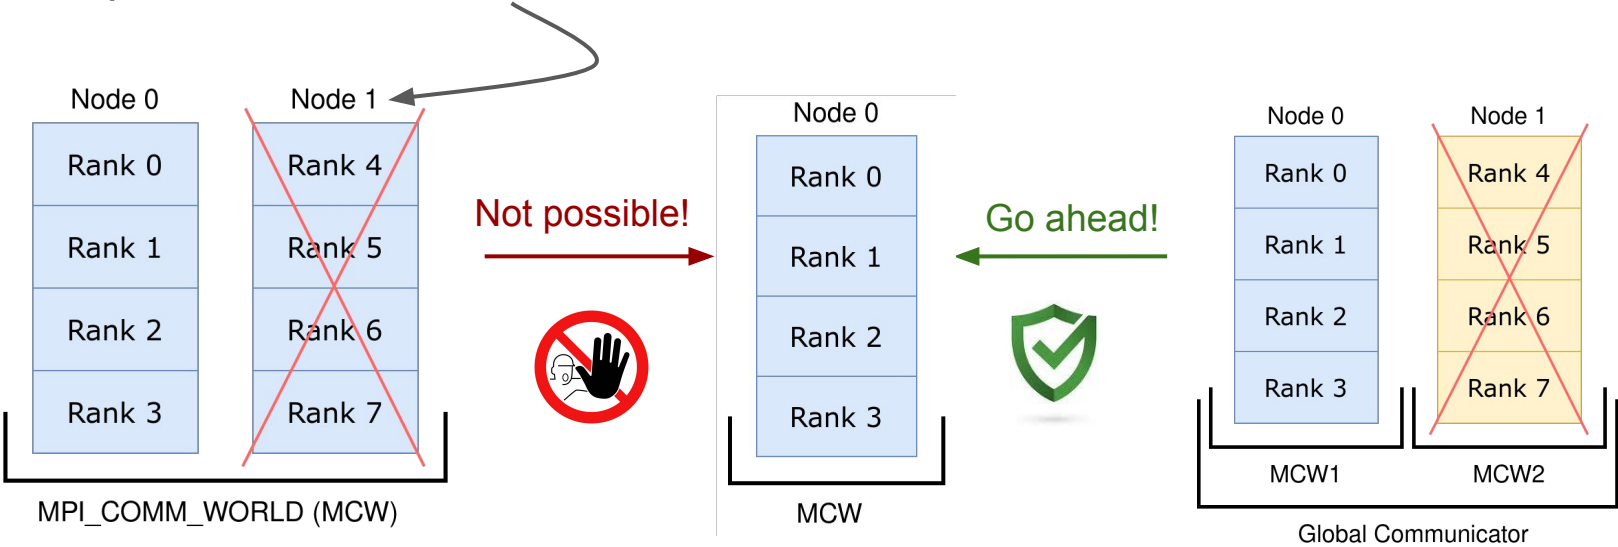 Node 0
Rank 0
Rank 1
Rank 2
Rank 3
Node 1
Rank 4
Rank 5
Rank 6
Rank 7
MPI_COMM_WORLD (MCW)
Not possible!
Node 0
Rank 0
Rank 1
Rank 2
Rank 3
MCW
Go ahead!
Node 0
Rank 0
Rank 1
Rank 2
Rank 3
MCW1
Node 1
Rank 4
Rank 5
Rank 6
Rank 7
MCW2
Global Communicator